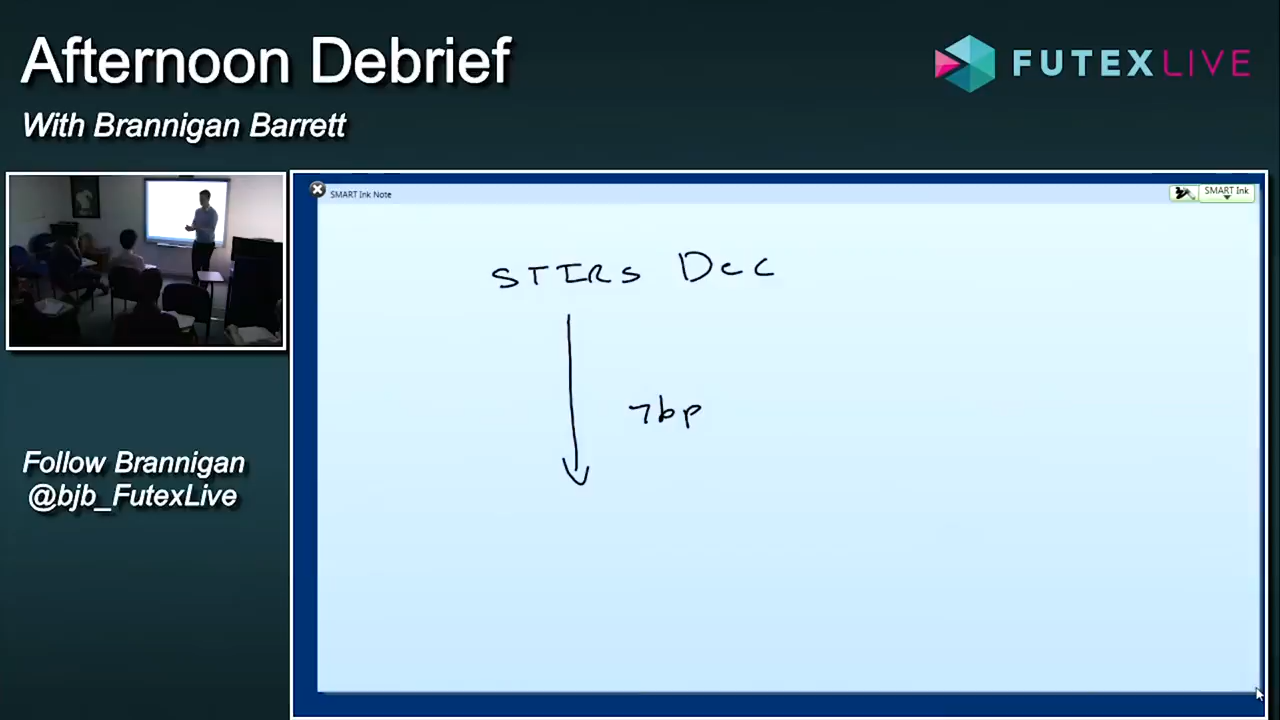 Afternoon Debrief
With Brannigan Barrett
FUTEXLIVE
SMART Ink Note
SMART Ink
STIRs Dec
7bp
Follow Brannigan
@bjb_FutexLive